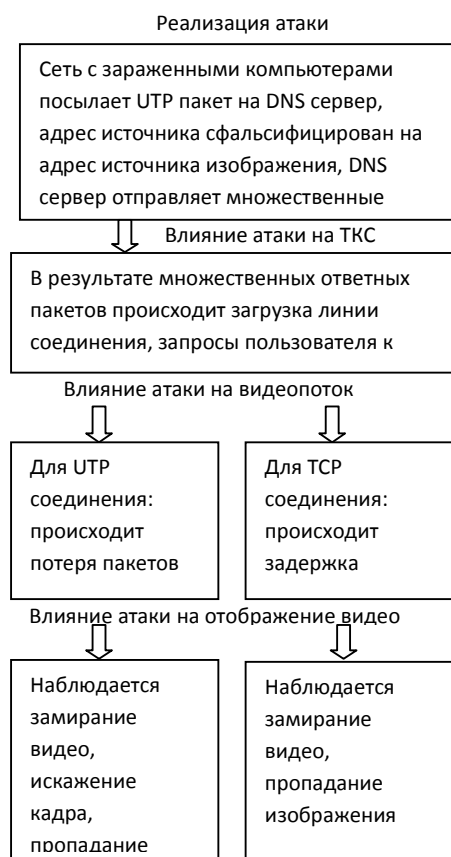 Реализация атаки
Сеть с зараженными компьютерами
посылает UTP пакет на DNS сервер,
адрес источника сфальсифицирован на
адрес источника изображения, DNS
сервер отправляет множественные
Влияние атаки на ТКС
В результате множественных ответных
пакетов происходит загрузка линии
соединения, запросы пользователя к
Влияние атаки на видеопоток
Для UTP
соединения:
происходит
потеря пакетов
Для TCP
соединения:
происходит
задержка
Влияние атаки на отображение видео
Наблюдается
замирание
видео,
искажение
кадра,
пропадание
Наблюдается
замирание
видео,
пропадание
изображения